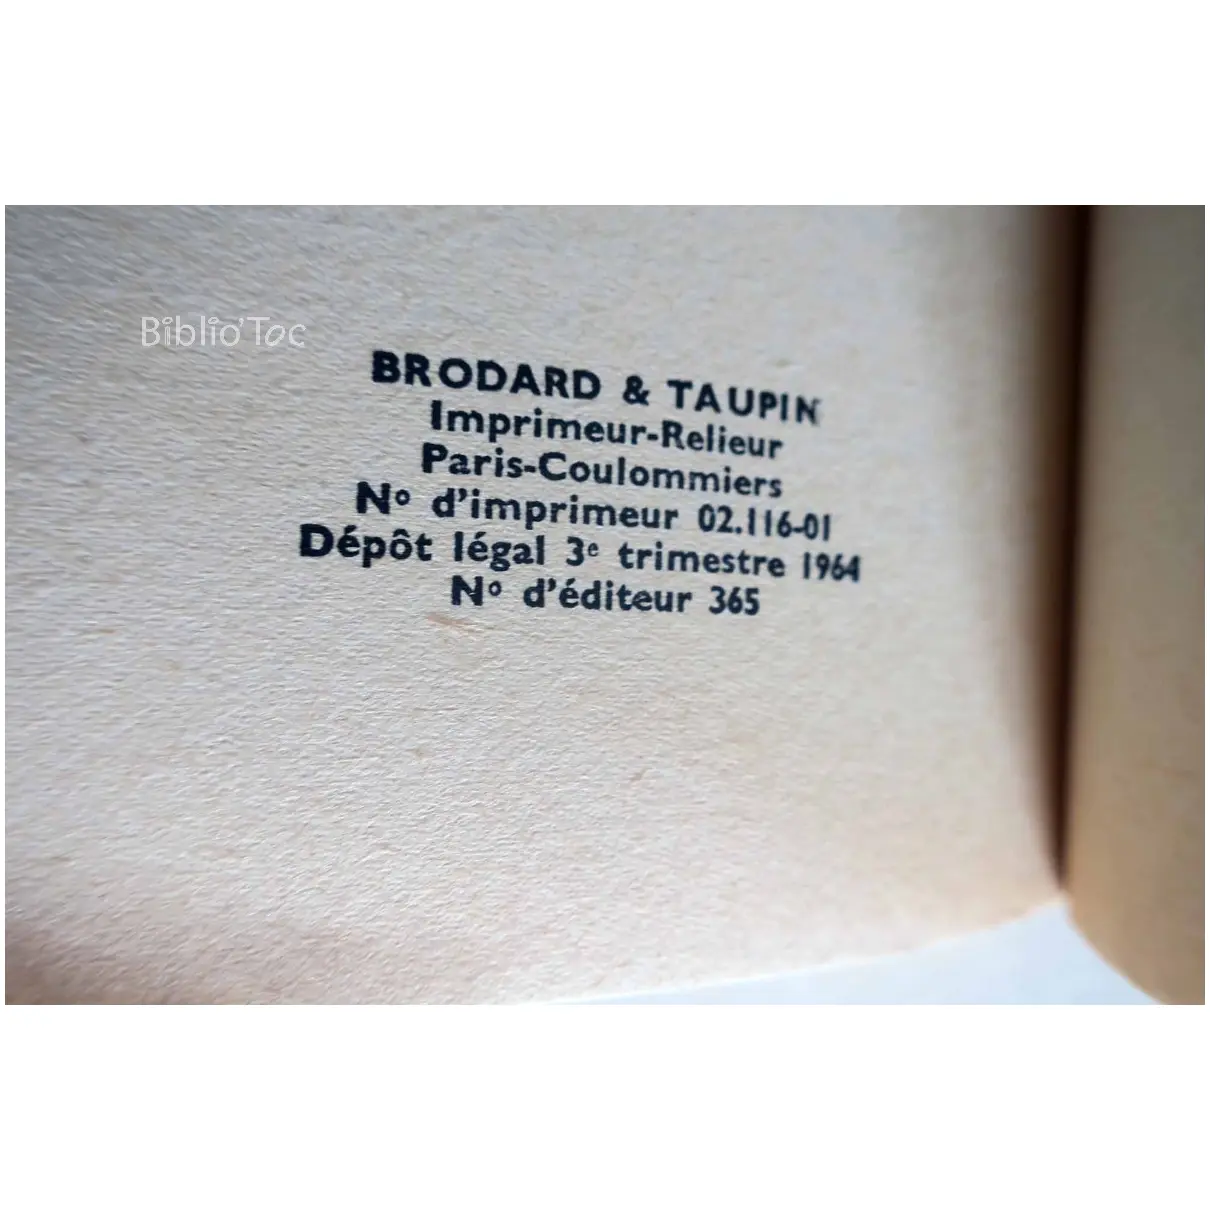 Biblio'Toc
BRODARD & TAUPIN
Imprimeur-Relieur
Paris-Coulommiers
Nº d'imprimeur 02.116-01
Dépôt légal 3e trimestre 1964
Nº d'éditeur 365